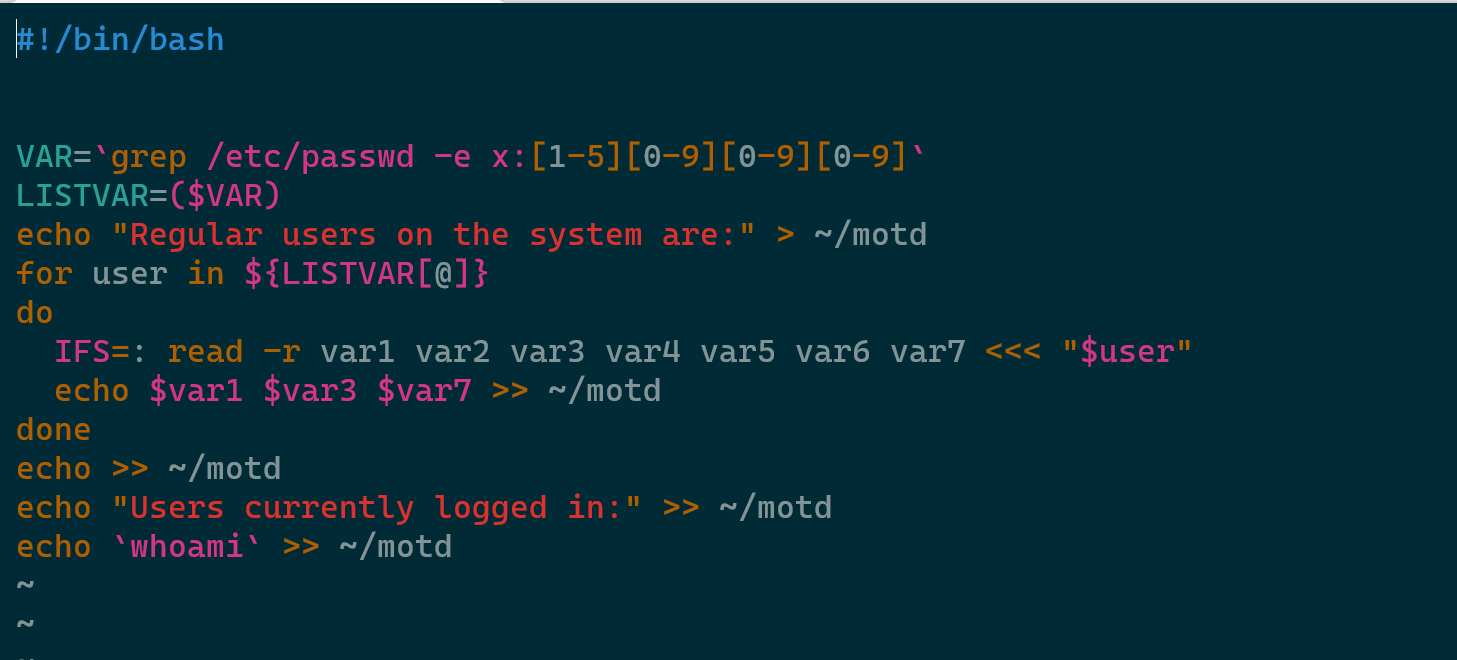 #!/bin/bash
VAR=`grep /etc/passwd -e x:[1-5][0-9][0-9][0-9]`
LISTVAR=($VAR)
echo "Regular users on the system are:" > ~/motd
for user in ${LISTVAR[@]}
do
  IFS=: read -r var1 var2 var3 var4 var5 var6 var7 <<< "$user"
  echo $var1 $var3 $var7 >> ~/motd
done
echo >> ~/motd
echo "Users currently logged in:" >> ~/motd
echo `whoami` >> ~/motd
~
~